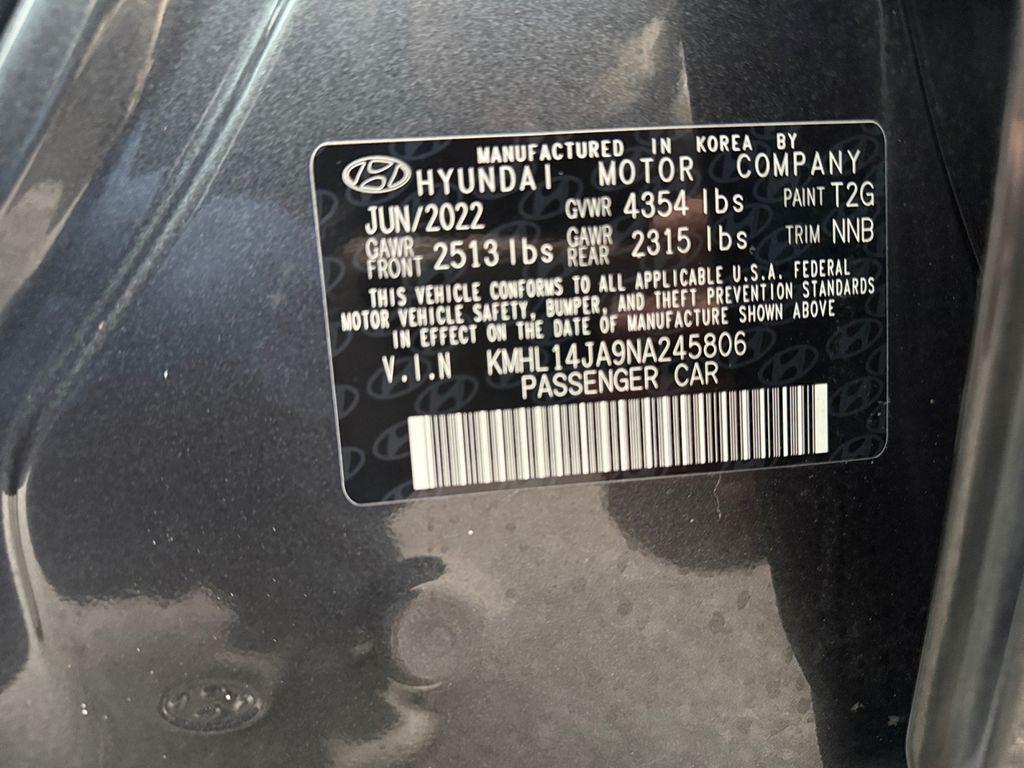 MANUFACTURED IN KOREA BY
HYUNDAI MOTOR COMPANY
JUN/2022 GVWR 4354 lbs PAINT T2G
GAWR FRONT 2513 lbs GAWR REAR 2315 lbs TRIM NNB
THIS VEHICLE CONFORMS TO ALL APPLICABLE U.S.A. FEDERAL
MOTOR VEHICLE SAFETY, BUMPER, AND THEFT PREVENTION STANDARDS
IN EFFECT ON THE DATE OF MANUFACTURE SHOWN ABOVE
V.I.N KMHL14JA9NA245806
PASSENGER CAR